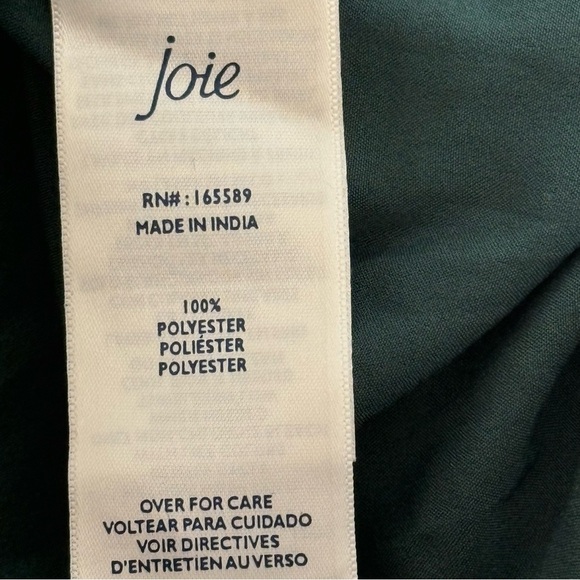 joie
RN#: 165589
MADE IN INDIA
100%
POLYESTER
POLIÉSTER
POLYESTER
OVER FOR CARE
VOLTEAR PARA CUIDADO
VOIR DIRECTIVES
D'ENTRETIEN AU VERSO